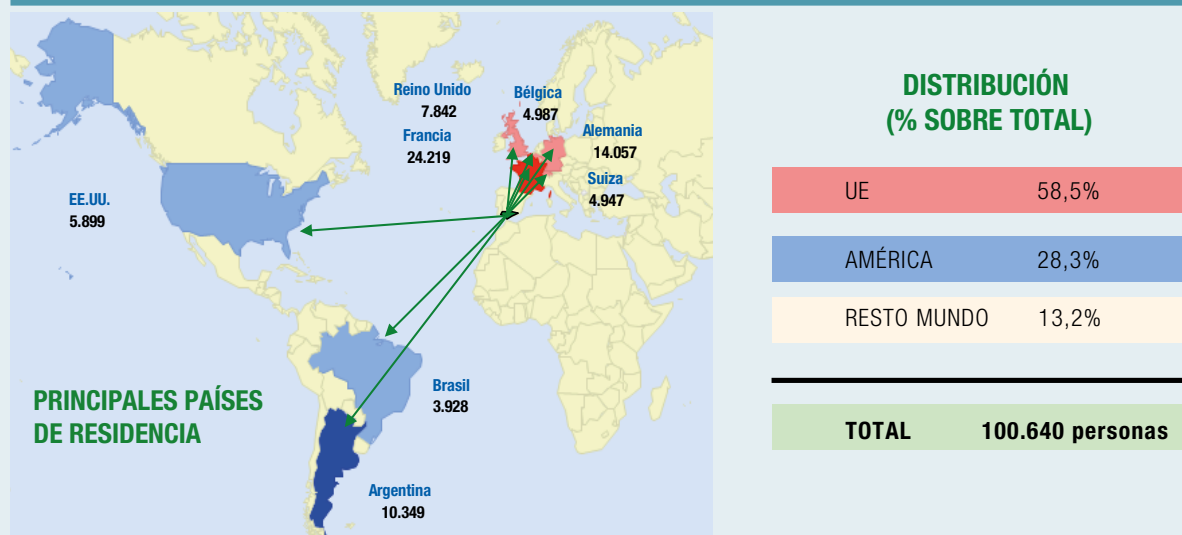 Reino Unido
7.842
Bélgica
4.987
Francia
24.219
Alemania
14.057
Suiza
4.947
EE.UU.
5.899
Brasil
3.928
Argentina
10.349
PRINCIPALES PAÍSES
DE RESIDENCIA
DISTRIBUCIÓN
(% SOBRE TOTAL)
UE 58,5%
AMÉRICA 28,3%
RESTO MUNDO 13,2%
TOTAL 100.640 personas